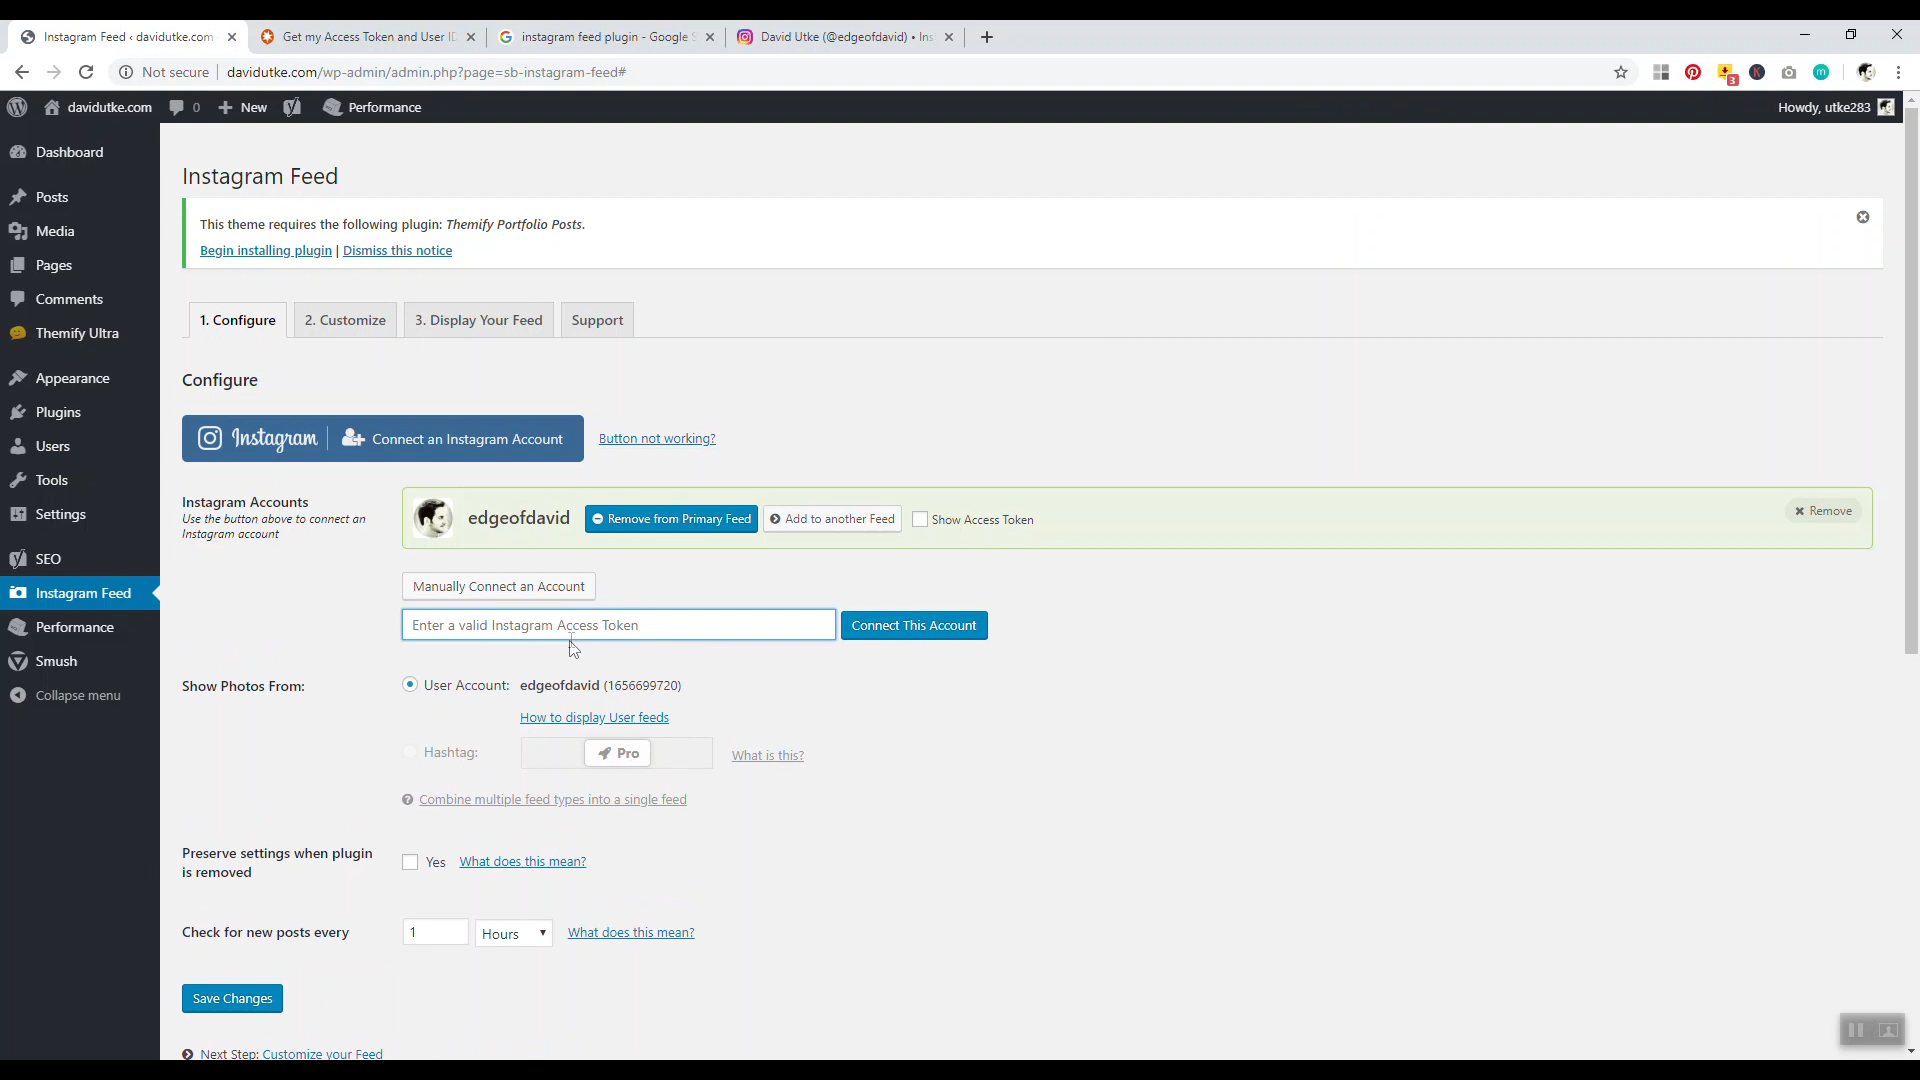 Instagram Feed ‹ davidutke.com
Get my Access Token and User ID
instagram feed plugin - Google S
David Utke (@edgeofdavid) • Ins
Not secure
davidutke.com/wp-admin/admin.php?page=sb-instagram-feed#
3
K
m
davidutke.com
0
New
Performance
Howdy, utke283
Dashboard
Posts
Media
Pages
Comments
Themify Ultra
Appearance
Plugins
Users
Tools
Settings
SEO
Instagram Feed
Performance
Smush
Collapse menu
Instagram Feed
This theme requires the following plugin: Themify Portfolio Posts.
Begin installing plugin | Dismiss this notice
1. Configure
2. Customize
3. Display Your Feed
Support
Configure
Instagram
Connect an Instagram Account
Button not working?
Instagram Accounts
Use the button above to connect an
Instagram account
edgeofdavid
Remove from Primary Feed
Add to another Feed
Show Access Token
Remove
Manually Connect an Account
Enter a valid Instagram Access Token
Connect This Account
Show Photos From:
User Account: edgeofdavid (1656699720)
How to display User feeds
Hashtag:
Pro
What is this?
Combine multiple feed types into a single feed
Preserve settings when plugin
is removed
Yes
What does this mean?
Check for new posts every
1
Hours
What does this mean?
Save Changes
Next Step: Customize your Feed